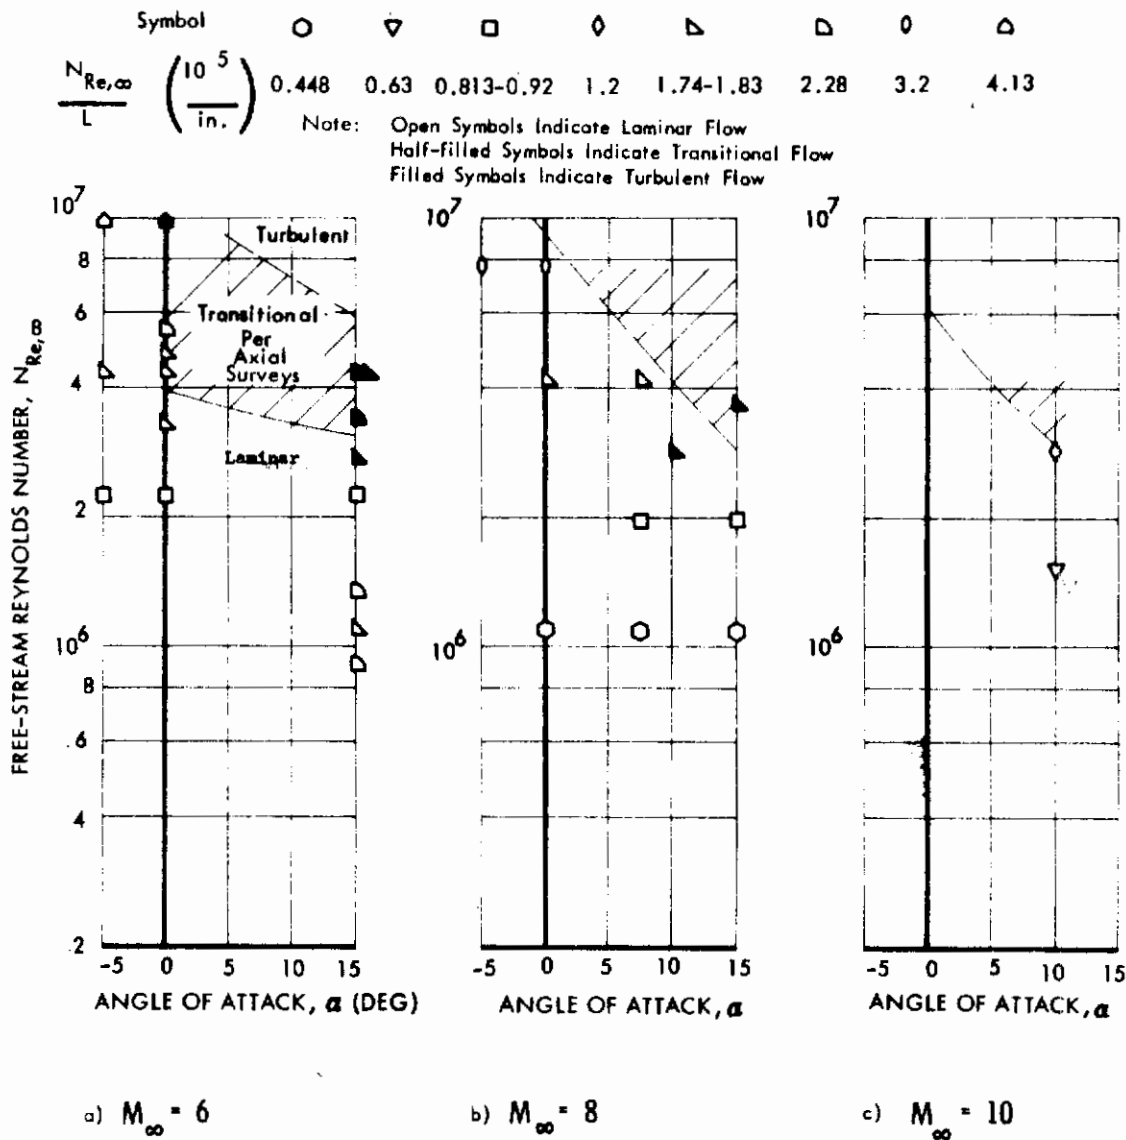 Symbol
N_Re,∞ / L (10^5 / in.) 0.448 0.63 0.813-0.92 1.2 1.74-1.83 2.28 3.2 4.13
Note: Open Symbols Indicate Laminar Flow
Half-filled Symbols Indicate Transitional Flow
Filled Symbols Indicate Turbulent Flow
FREE-STREAM REYNOLDS NUMBER, N_Re,∞
10^7
8
6
4
2
10^6
8
.6
4
.2
Turbulent
Transitional
Per
Axial
Surveys
Laminar
-5 0 5 10 15
ANGLE OF ATTACK, α (DEG)
a) M_∞ = 6
10^7
10^6
-5 0 5 10 15
ANGLE OF ATTACK, α
b) M_∞ = 8
10^7
10^6
-5 0 5 10 15
ANGLE OF ATTACK, α
c) M_∞ = 10